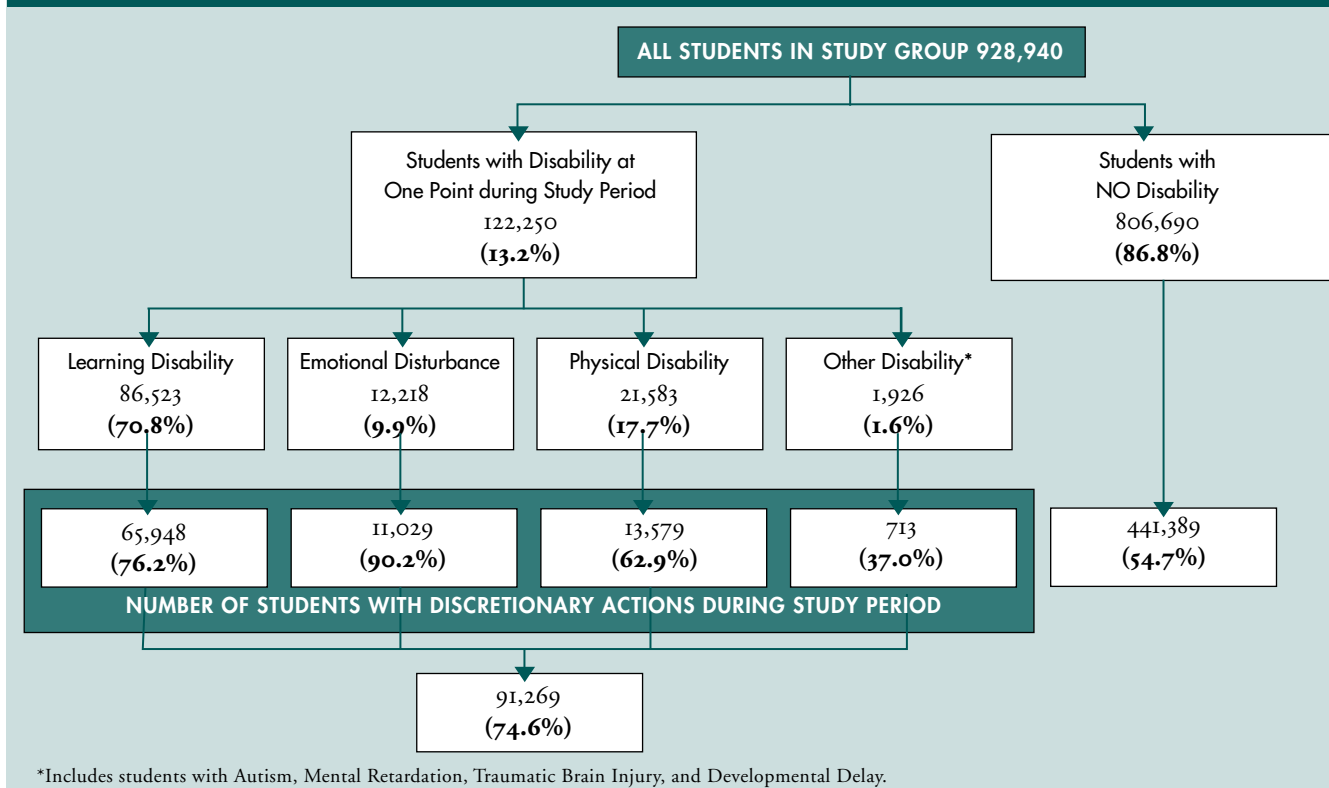 ALL STUDENTS IN STUDY GROUP 928,940
Students with Disability at
One Point during Study Period
122,250
(13.2%)
Students with
NO Disability
806,690
(86.8%)
Learning Disability
86,523
(70.8%)
Emotional Disturbance
12,218
(9.9%)
Physical Disability
21,583
(17.7%)
Other Disability*
1,926
(1.6%)
65,948
(76.2%)
11,029
(90.2%)
13,579
(62.9%)
713
(37.0%)
441,389
(54.7%)
NUMBER OF STUDENTS WITH DISCRETIONARY ACTIONS DURING STUDY PERIOD
91,269
(74.6%)
*Includes students with Autism, Mental Retardation, Traumatic Brain Injury, and Developmental Delay.